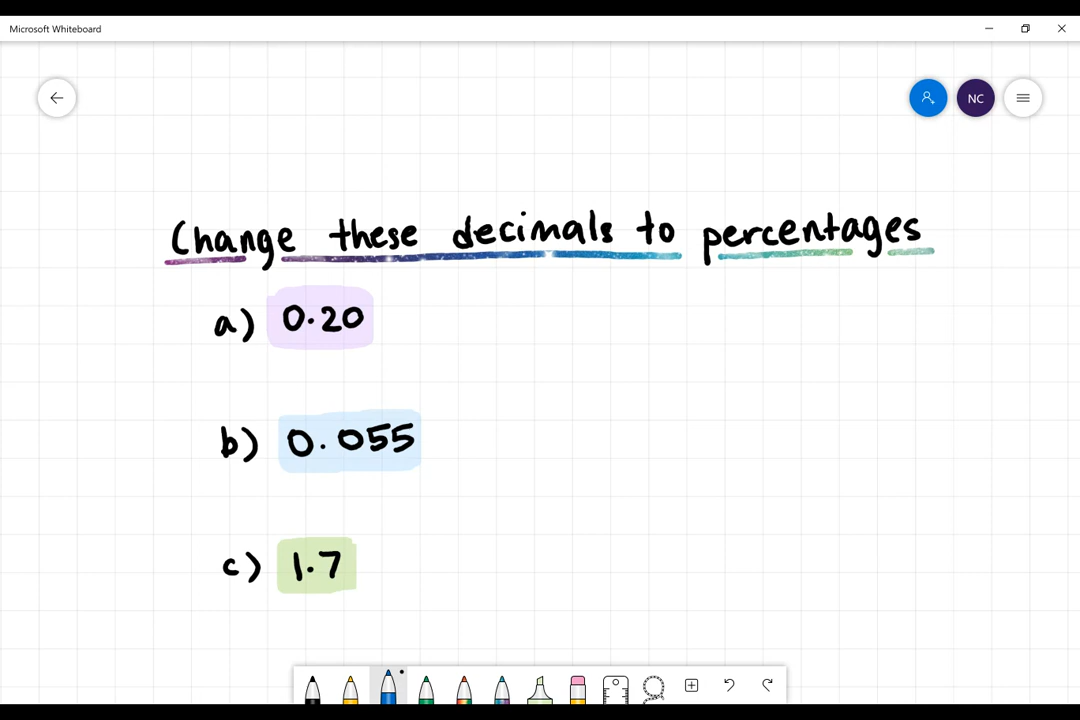 Microsoft Whiteboard
NC
Change these decimals to percentages
a) 0.20
b) 0.055
c) 1.7